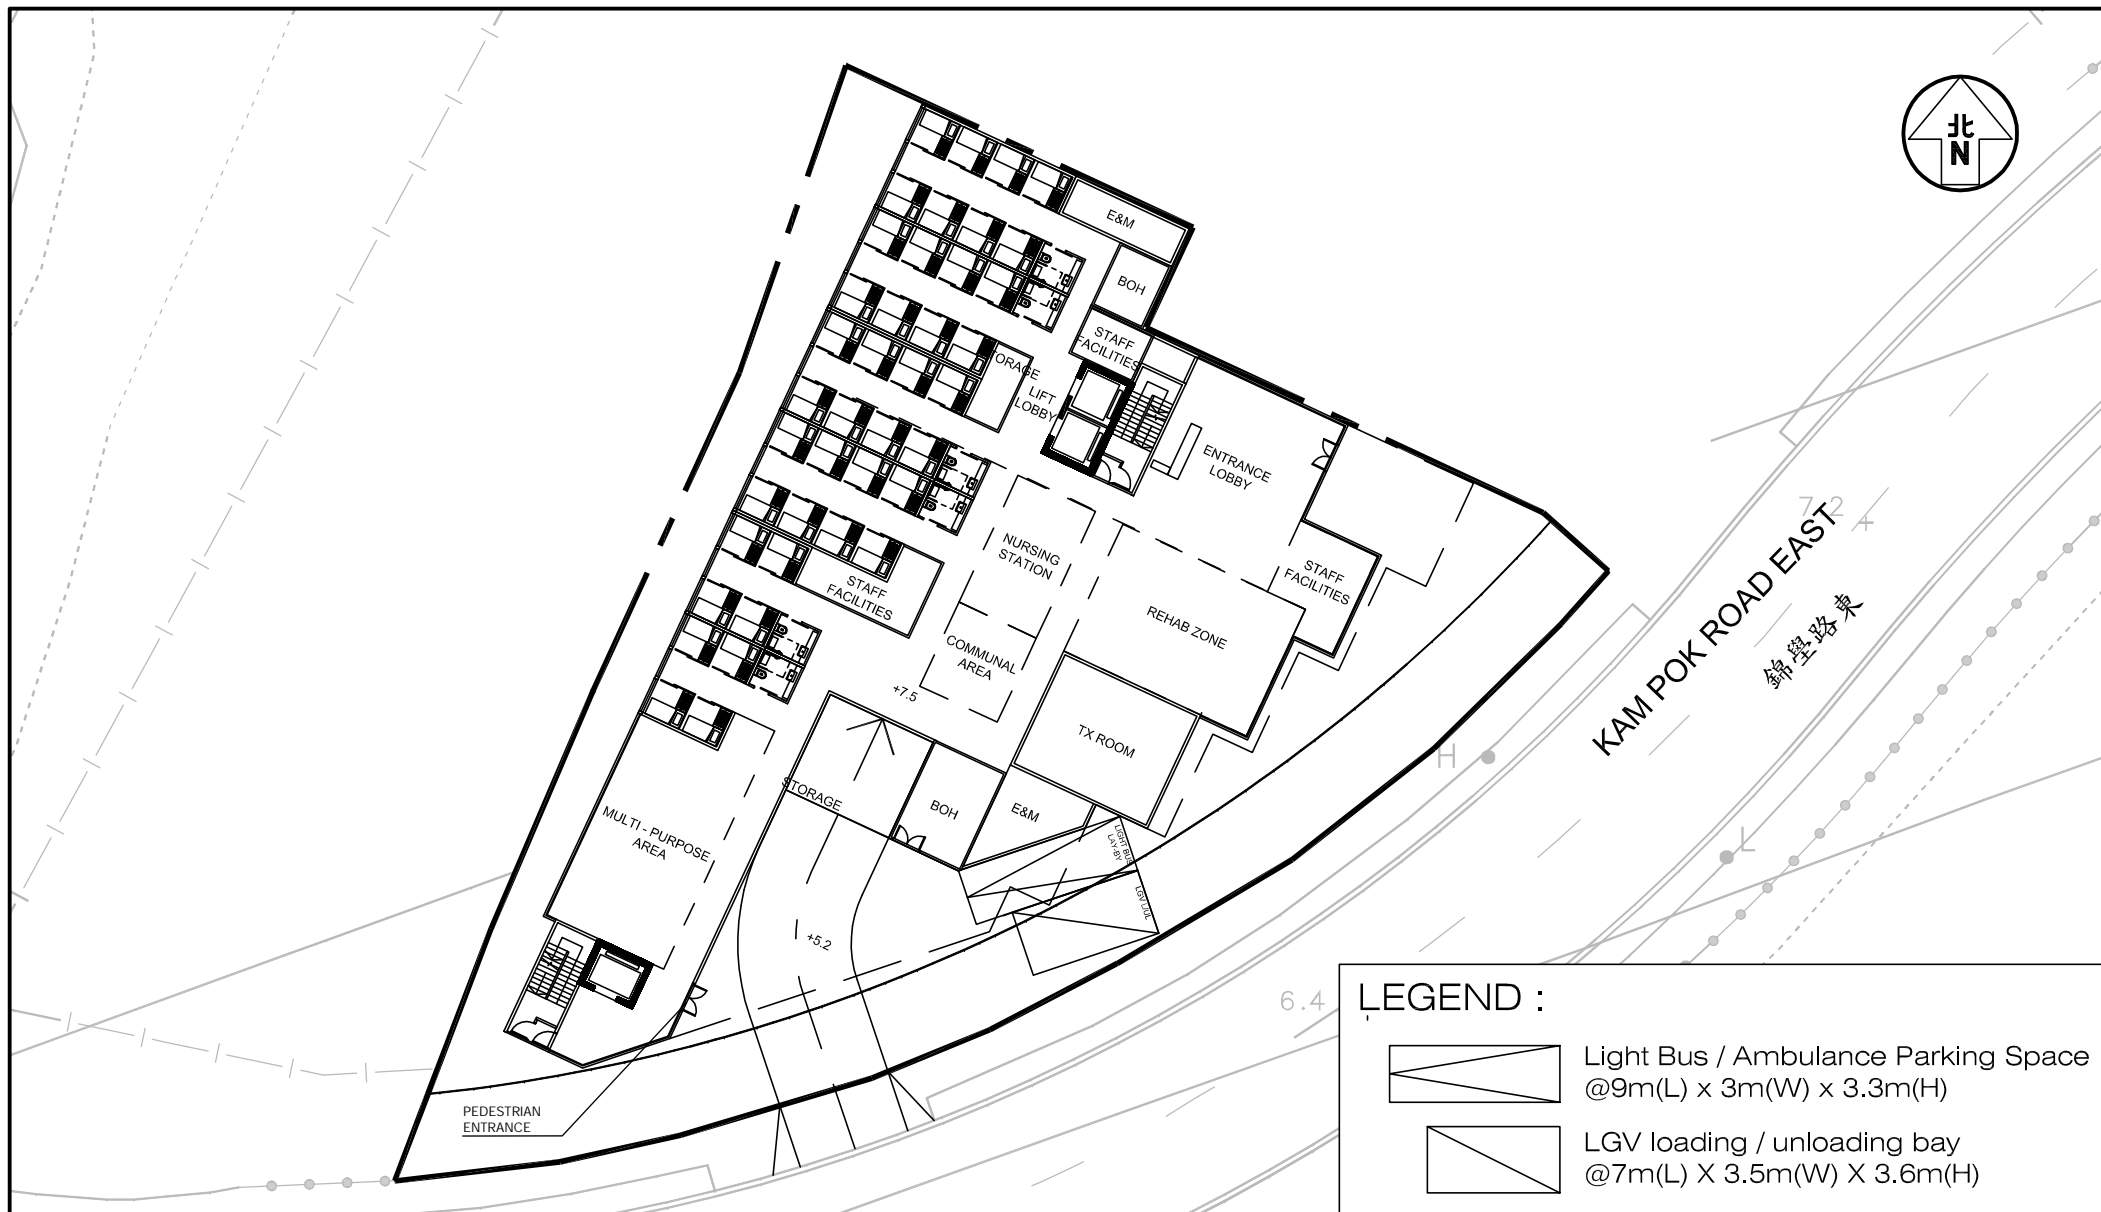 北
N
E&M
BOH
STAFF
FACILITIES
ORAGE
LIFT
LOBBY
ENTRANCE
LOBBY
7.2
KAM POK ROAD EAST
錦壆路東
NURSING
STATION
STAFF
FACILITIES
STAFF
FACILITIES
REHAB ZONE
COMMUNAL
AREA
+7.5
TX ROOM
H
STORAGE
BOH
E&M
MULTI - PURPOSE
AREA
LIGHT BUS
LAY-BY
LGV L/UL
L
+5.2
6.4
PEDESTRIAN
ENTRANCE
LEGEND :
Light Bus / Ambulance Parking Space
@9m(L) x 3m(W) x 3.3m(H)
LGV loading / unloading bay
@7m(L) X 3.5m(W) X 3.6m(H)